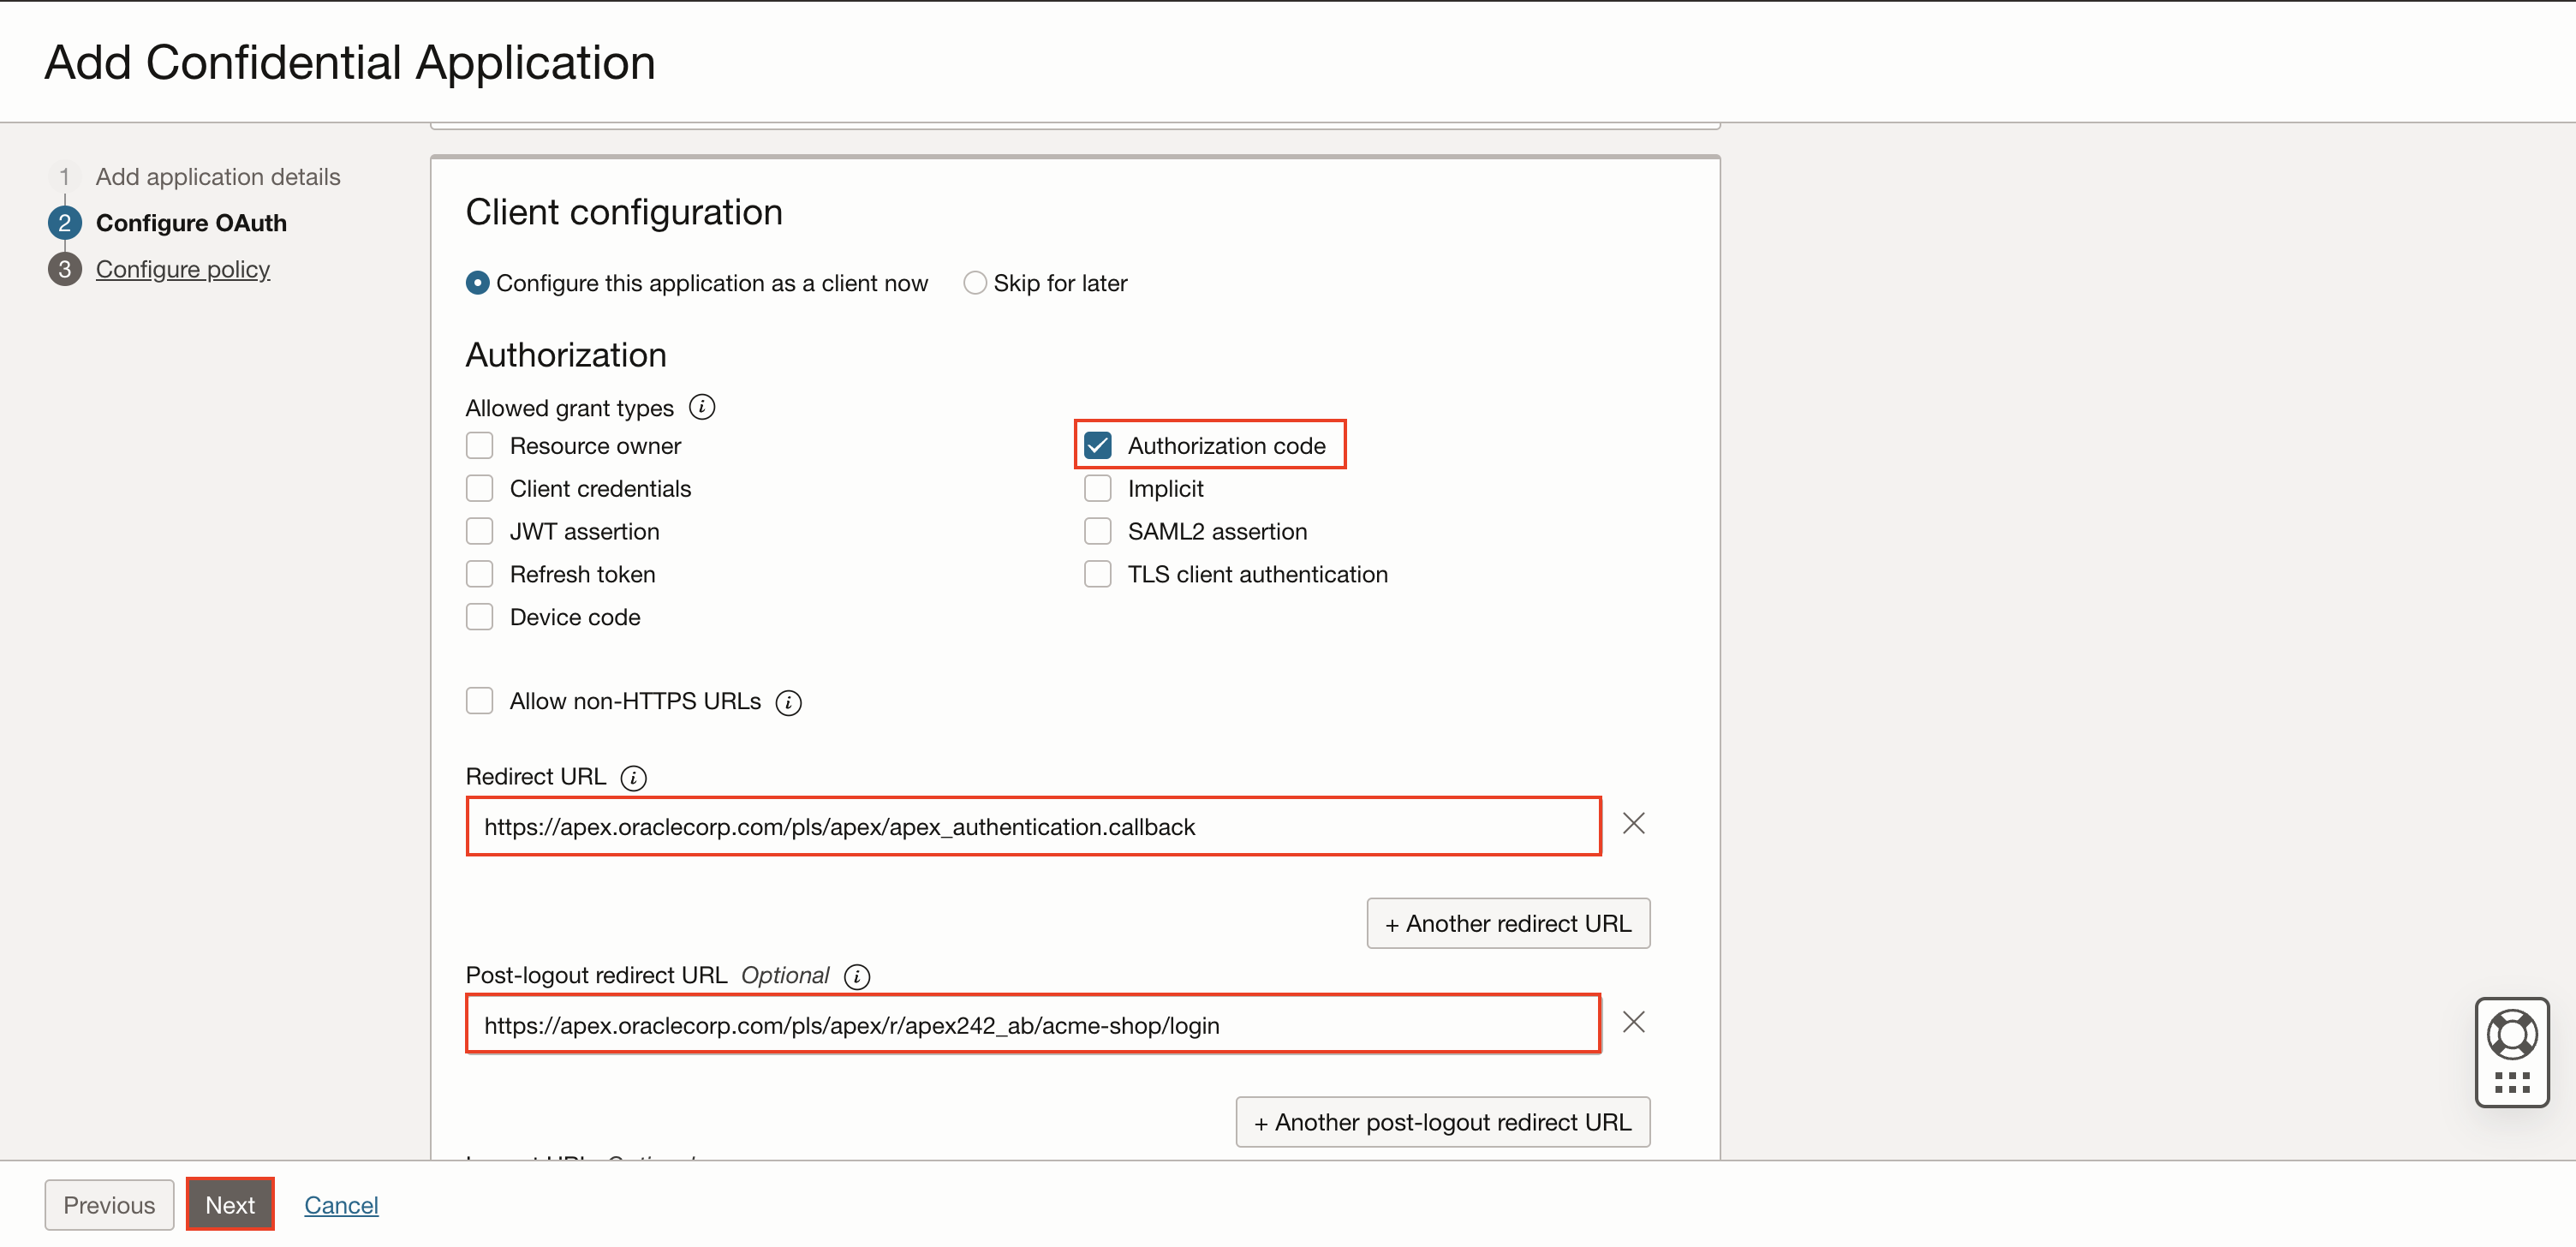 Add Confidential Application
1 Add application details
2 Configure OAuth
3 Configure policy
Client configuration
Configure this application as a client now Skip for later
Authorization
Allowed grant types i
Resource owner Authorization code
Client credentials Implicit
JWT assertion SAML2 assertion
Refresh token TLS client authentication
Device code
Allow non-HTTPS URLs i
Redirect URL i
https://apex.oraclecorp.com/pls/apex/apex_authentication.callback
+ Another redirect URL
Post-logout redirect URL Optional i
https://apex.oraclecorp.com/pls/apex/r/apex242_ab/acme-shop/login
+ Another post-logout redirect URL
Previous Next Cancel